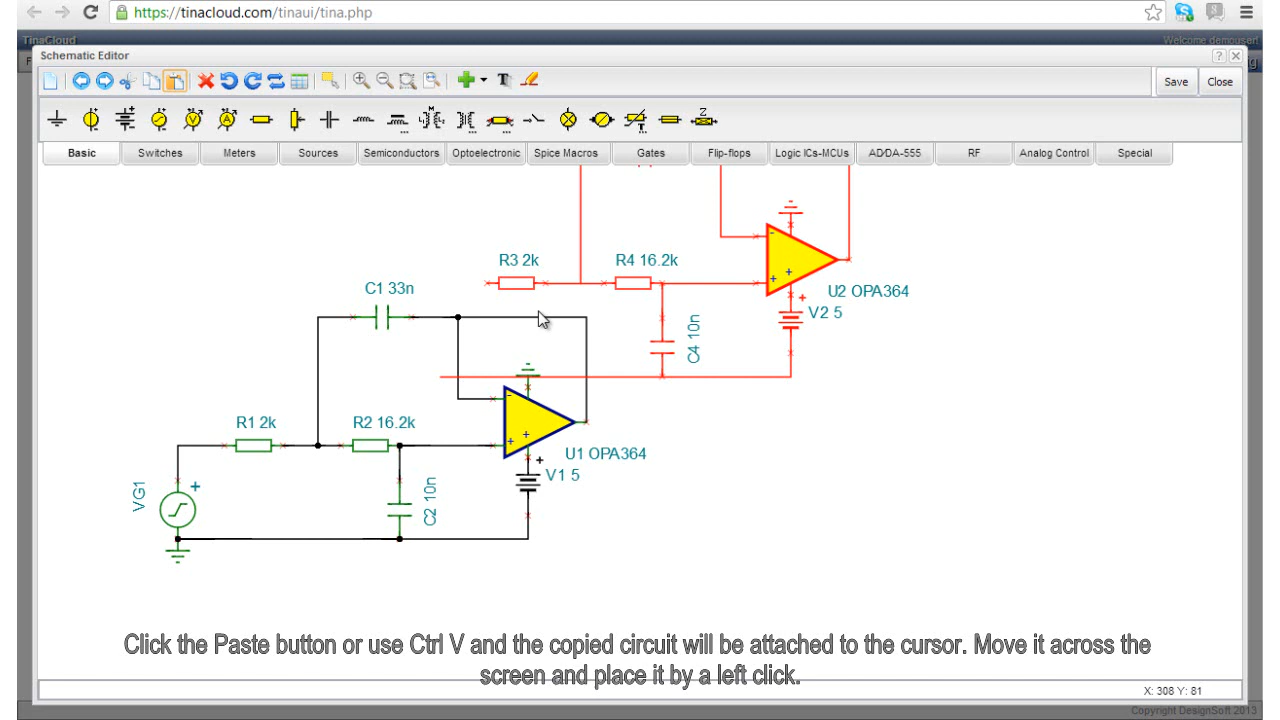 https://tinacloud.com/tinaui/tina.php
TinaCloud
Welcome demouser!
Schematic Editor
Save
Close
Basic
Switches
Meters
Sources
Semiconductors
Optoelectronic
Spice Macros
Gates
Flip-flops
Logic ICs-MCUs
AD/DA-555
RF
Analog Control
Special
R3 2k
R4 16.2k
U2 OPA364
V2 5
C4 10n
C1 33n
R1 2k
R2 16.2k
U1 OPA364
V1 5
C2 10n
VG1
Click the Paste button or use Ctrl V and the copied circuit will be attached to the cursor. Move it across the
screen and place it by a left click.
X: 308 Y: 81
Copyright DesignSoft 2013